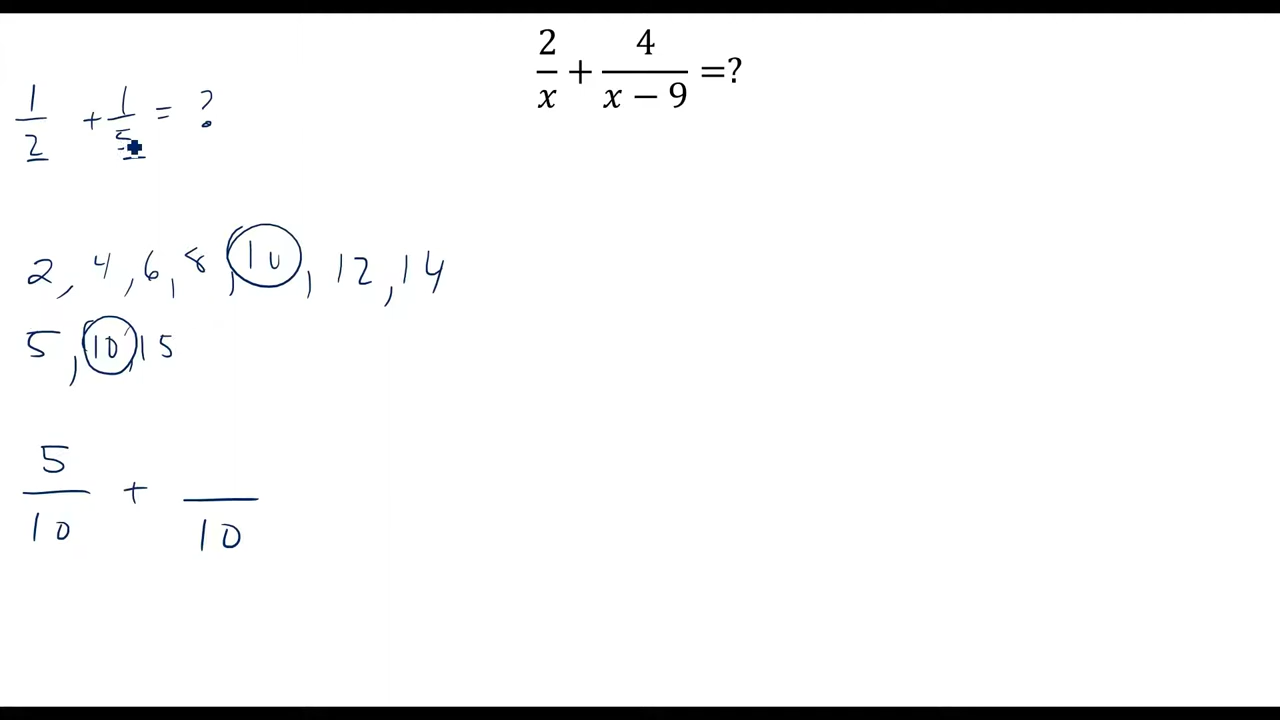 2/x + 4/(x − 9) =?
1/2 + 1/5 = ?
2, 4, 6, 8, 10, 12, 14
5, 10, 15
5/10 + /10